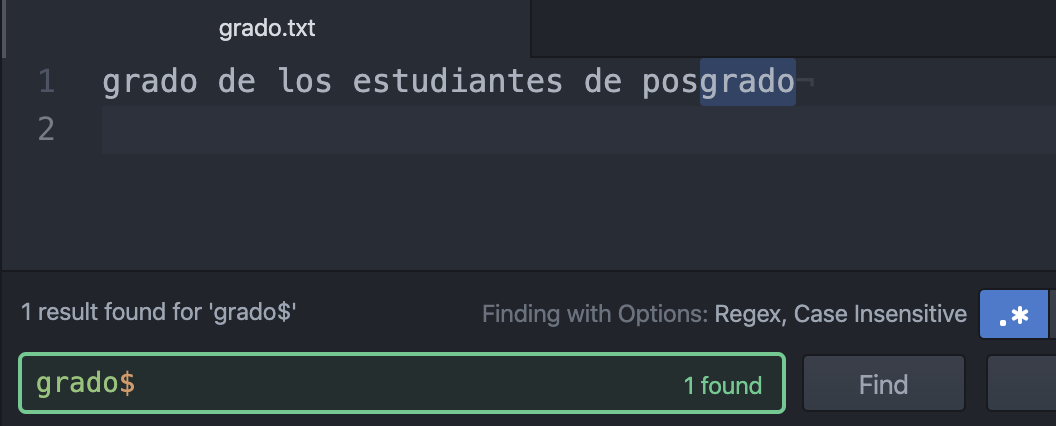 grado.txt
1 grado de los estudiantes de posgrado¬
2
1 result found for 'grado$' Finding with Options: Regex, Case Insensitive .*
grado$ 1 found Find